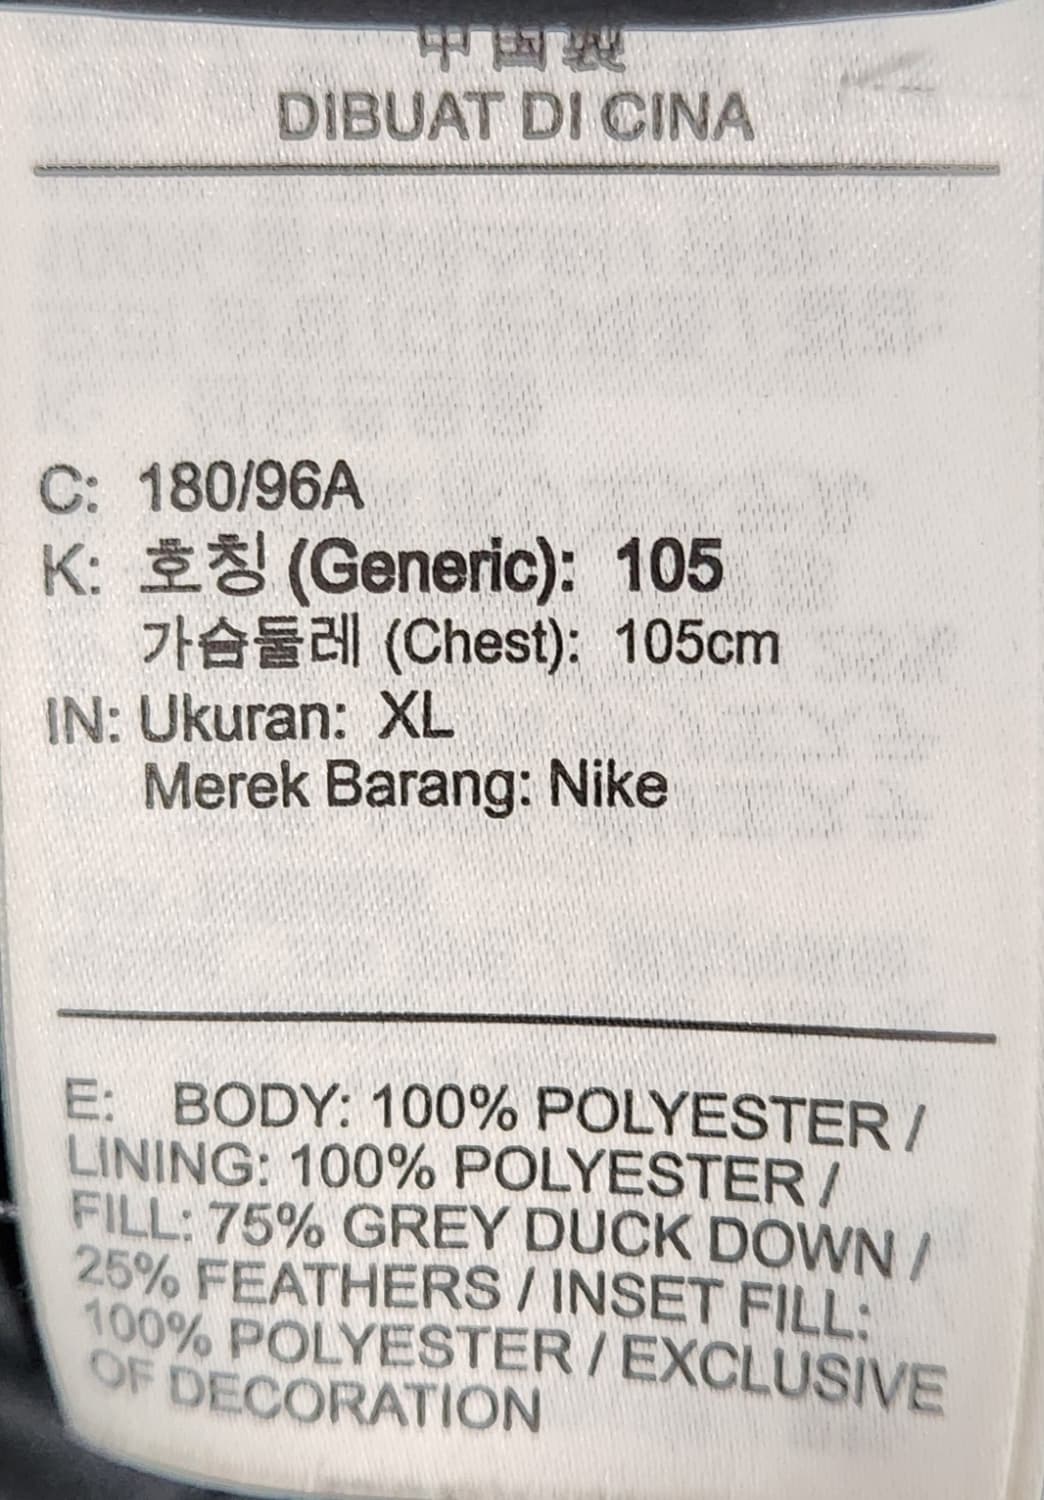 中国製
DIBUAT DI CINA
C: 180/96A
K: 호칭 (Generic): 105
가슴둘레 (Chest): 105cm
IN: Ukuran: XL
Merek Barang: Nike
E: BODY: 100% POLYESTER /
LINING: 100% POLYESTER /
FILL: 75% GREY DUCK DOWN /
25% FEATHERS / INSET FILL:
100% POLYESTER / EXCLUSIVE
OF DECORATION